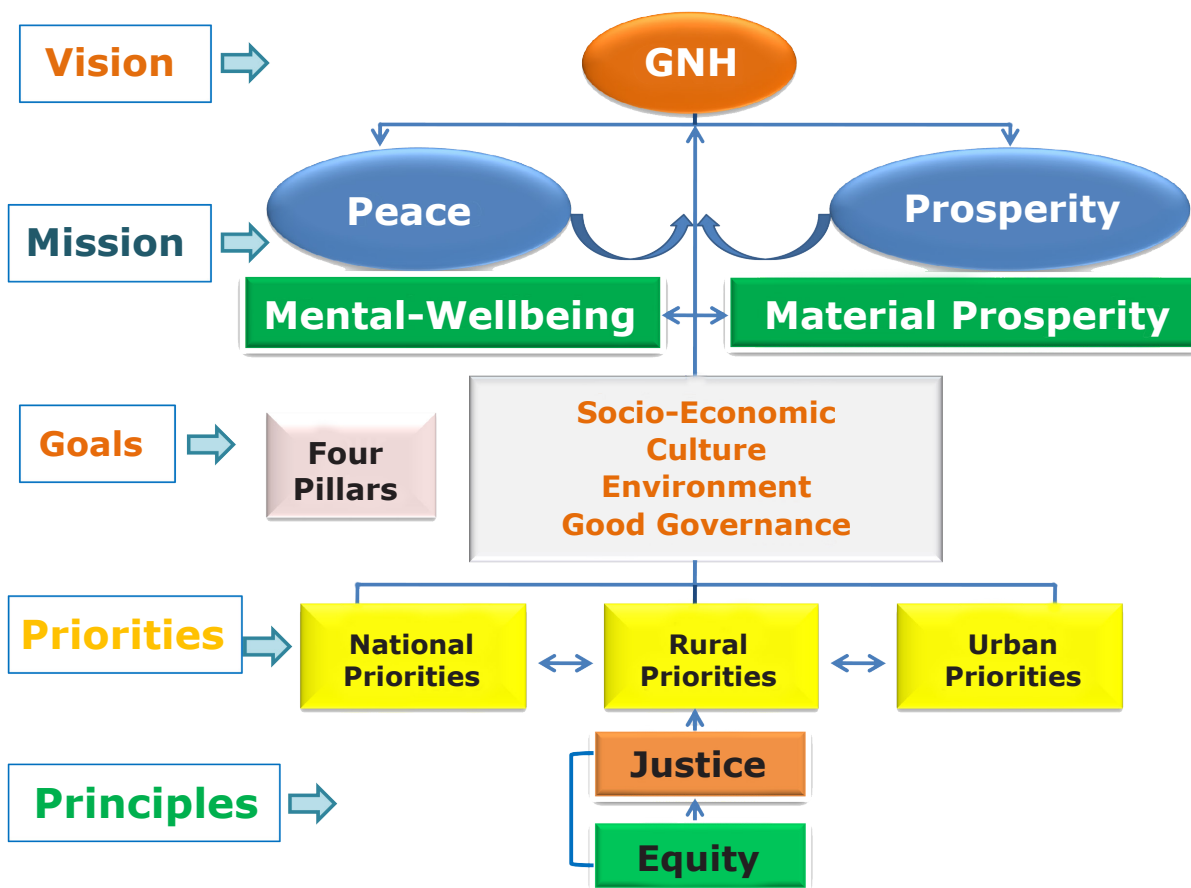 Vision
GNH
Mission
Peace
Prosperity
Mental-Wellbeing
Material Prosperity
Goals
Four
Pillars
Socio-Economic
Culture
Environment
Good Governance
Priorities
National
Priorities
Rural
Priorities
Urban
Priorities
Principles
Justice
Equity